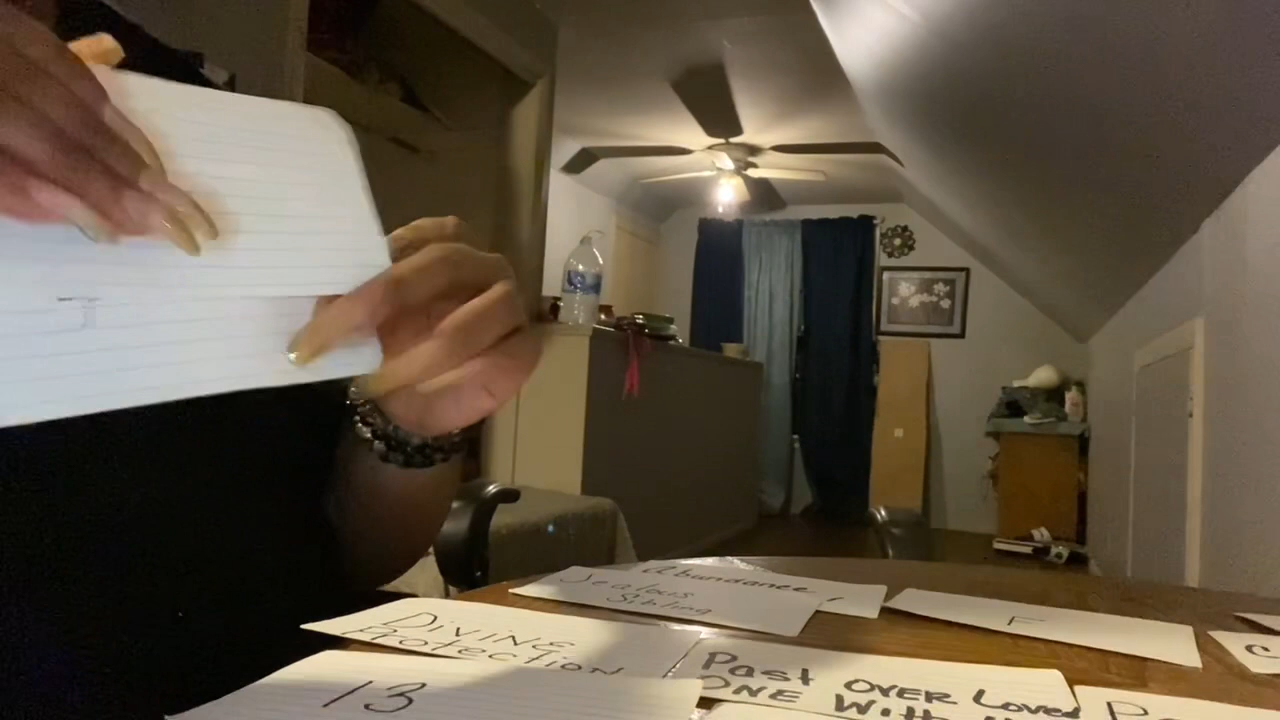 Abundance,
Jealous
Sibling
F
DIVINE
Protection
C
Past OVER Loved
ONE With
13